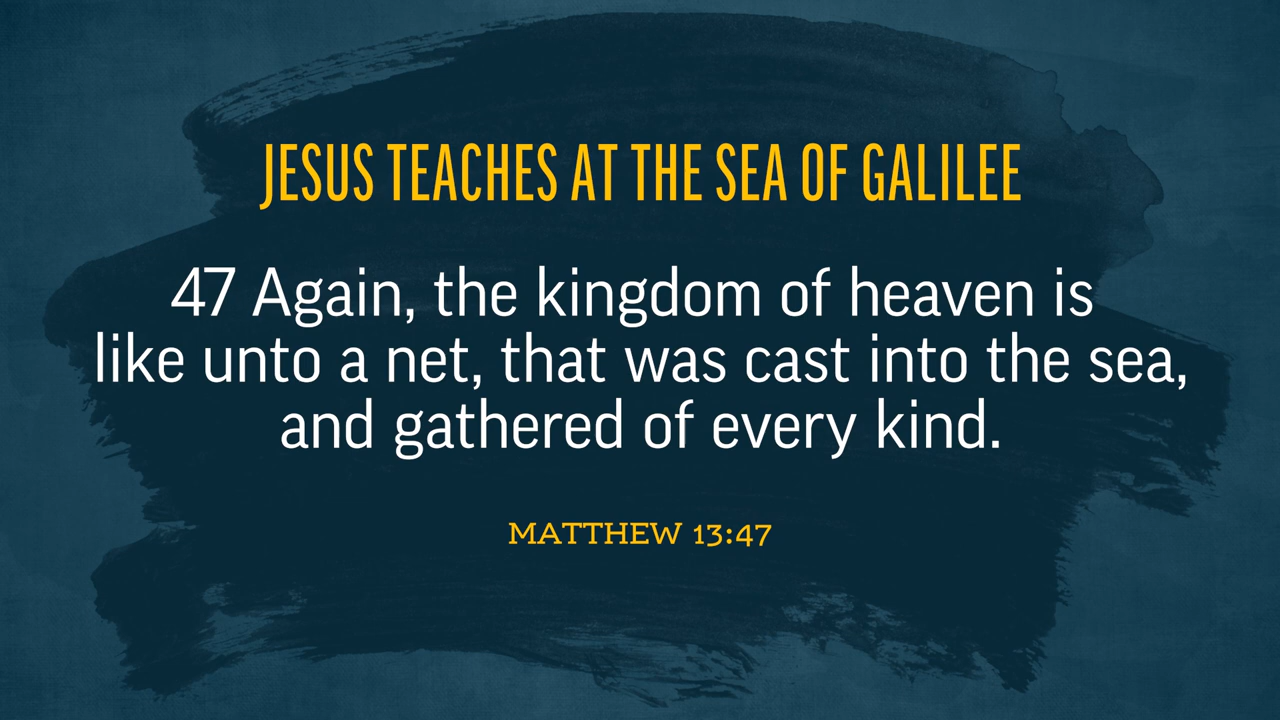 JESUS TEACHES AT THE SEA OF GALILEE
47 Again, the kingdom of heaven is
like unto a net, that was cast into the sea,
and gathered of every kind.
MATTHEW 13:47